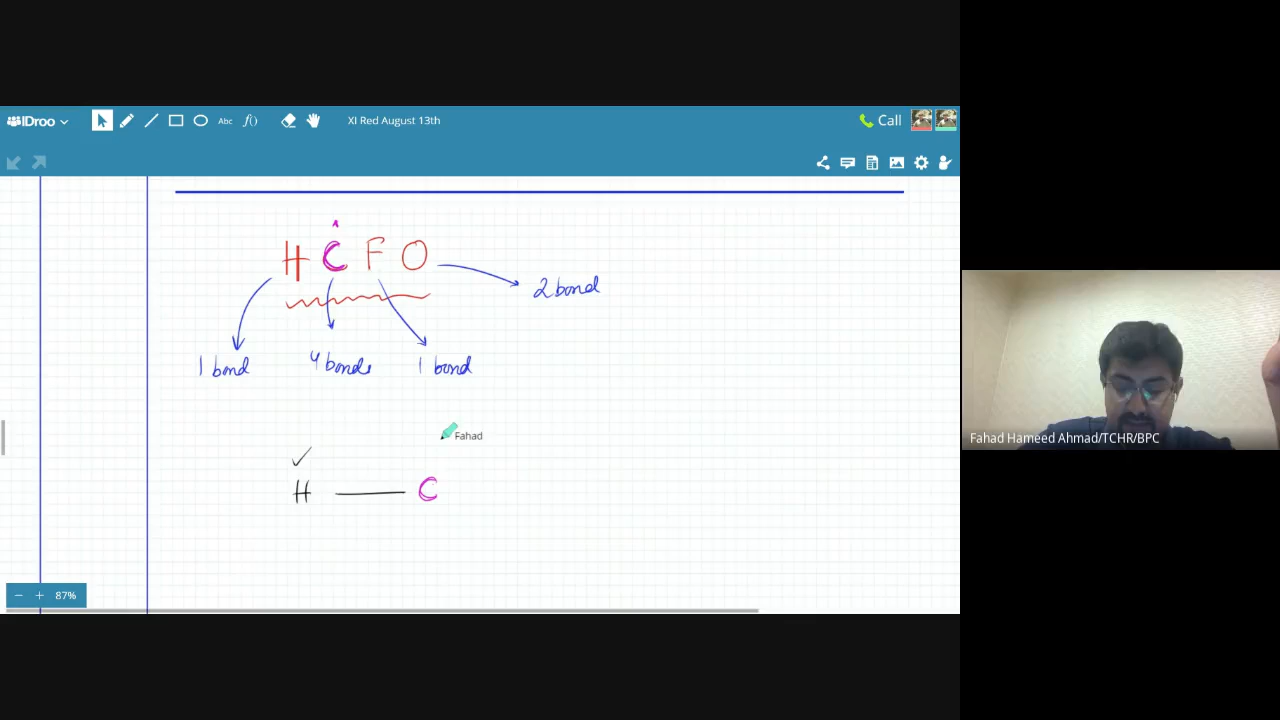 IDroo
Abc
f()
XI Red August 13th
Call
H C F O
2 bond
1 bond
4 bonds
1 bond
Fahad
H — C
87%
Fahad Hameed Ahmad/TCHR/BPC